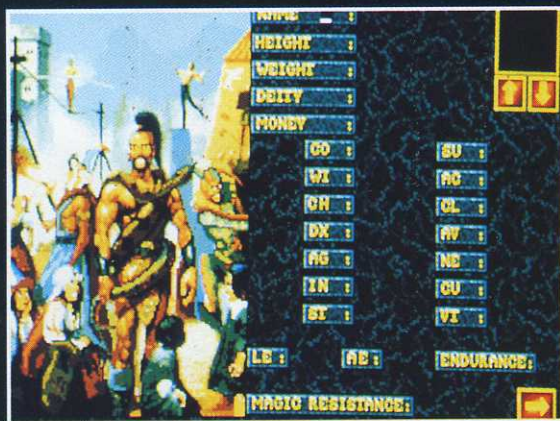 NAME :
HEIGHT :
WEIGHT :
DEITY :
MONEY :
CO : SU :
WI : AC :
CH : CL :
DX : AV :
AG : NE :
IN : CU :
ST : VI :
LE : AE : ENDURANCE:
MAGIC RESISTANCE: